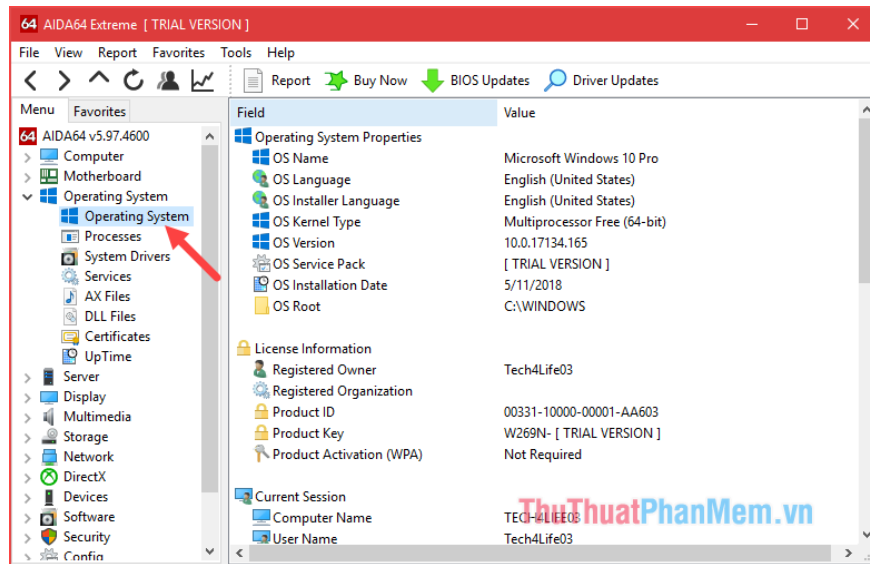 64 AIDA64 Extreme [ TRIAL VERSION ]
File View Report Favorites Tools Help
Report Buy Now BIOS Updates Driver Updates
Menu Favorites
64 AIDA64 v5.97.4600
Computer
Motherboard
Operating System
Operating System
Processes
System Drivers
Services
AX Files
DLL Files
Certificates
UpTime
Server
Display
Multimedia
Storage
Network
DirectX
Devices
Software
Security
Config
Field Value
Operating System Properties
OS Name Microsoft Windows 10 Pro
OS Language English (United States)
OS Installer Language English (United States)
OS Kernel Type Multiprocessor Free (64-bit)
OS Version 10.0.17134.165
OS Service Pack [ TRIAL VERSION ]
OS Installation Date 5/11/2018
OS Root C:\WINDOWS
License Information
Registered Owner Tech4Life03
Registered Organization
Product ID 00331-10000-00001-AA603
Product Key W269N- [ TRIAL VERSION ]
Product Activation (WPA) Not Required
Current Session
Computer Name TECH4LIFE03
User Name Tech4Life03
ThuThuatPhanMem.vn